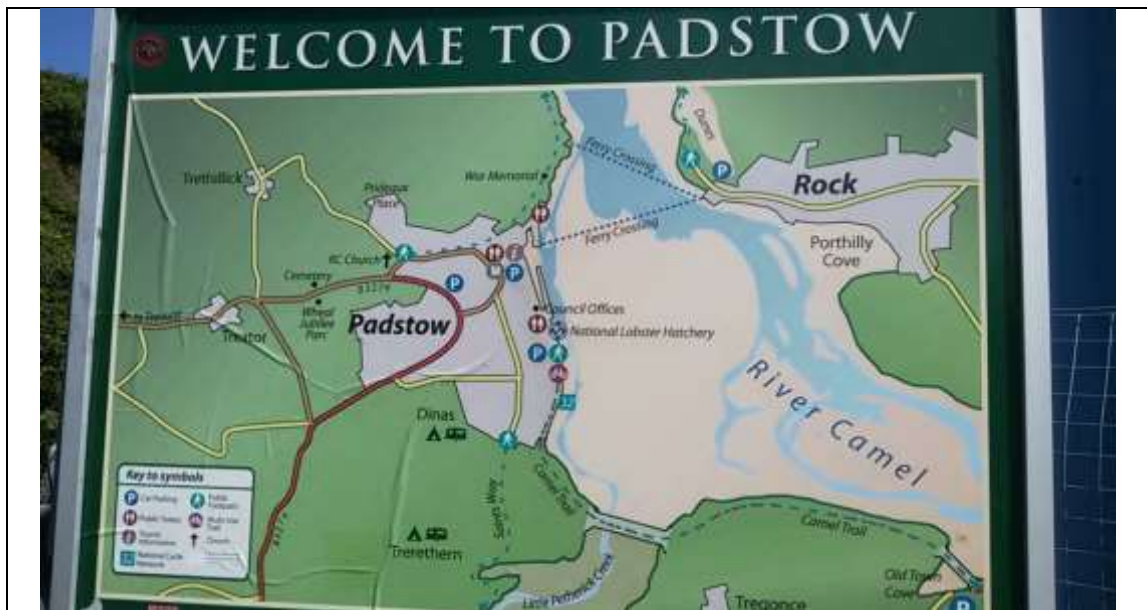 WELCOME TO PADSTOW
Trethillick
Prideaux
Place
War Memorial
Ferry Crossing
Dunes
P
Rock
Ferry Crossing
Porthilly
Cove
RC Church
Cemetery
P
P
Wheal
Jubilee
Parc
Padstow
Treator
Council Offices
National Lobster Hatchery
P
32
River Camel
Dinas
Saints Way
Camel Trail
Camel Trail
Trerethern
Little Petherick Creek
Old Town
Cove
P
Tregonce
Key to symbols
P Car Parking
Public Footpath
Public Toilets
Multi-Use Trail
Tourist Information
Church
32 National Cycle Network